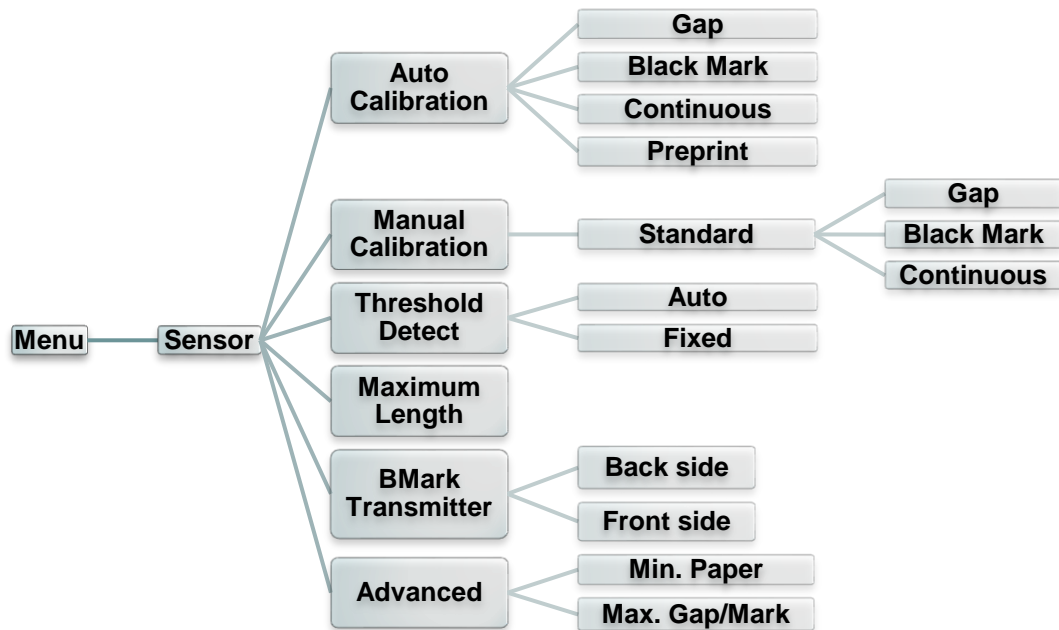 Menu
Sensor
Auto
Calibration
Gap
Black Mark
Continuous
Preprint
Manual
Calibration
Standard
Gap
Black Mark
Continuous
Threshold
Detect
Auto
Fixed
Maximum
Length
BMark
Transmitter
Back side
Front side
Advanced
Min. Paper
Max. Gap/Mark